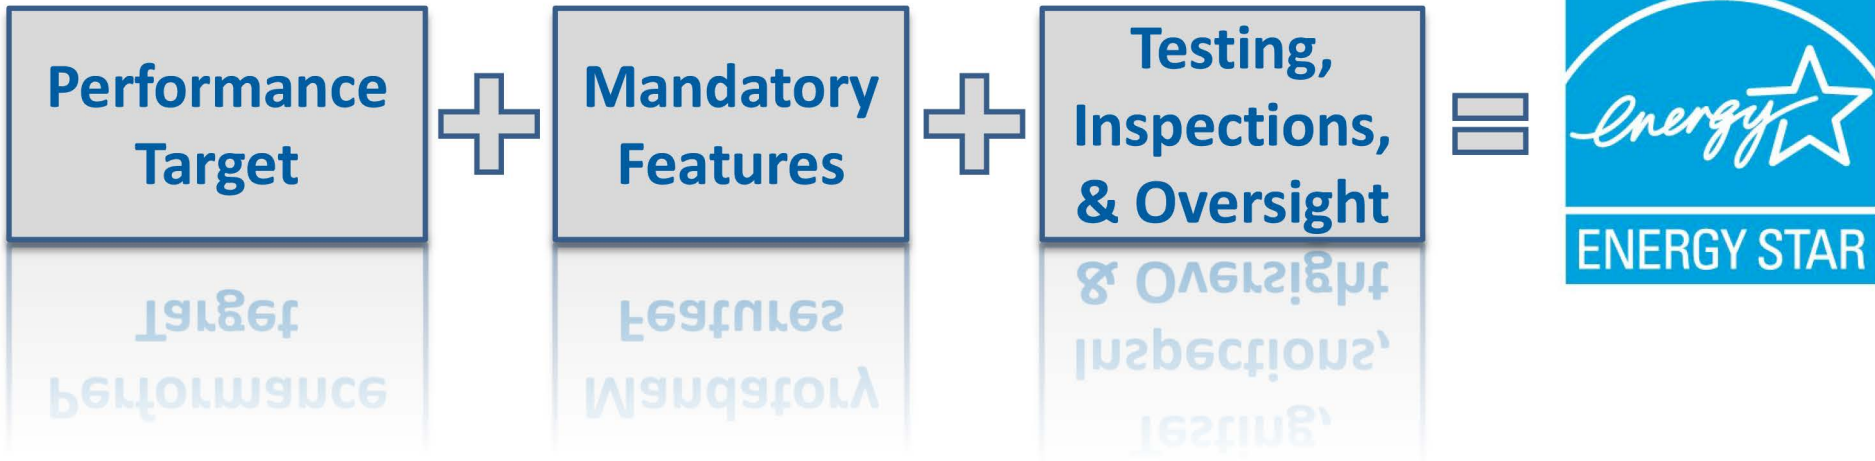 Performance
Target
Mandatory
Features
Testing,
Inspections,
& Oversight
energy
ENERGY STAR